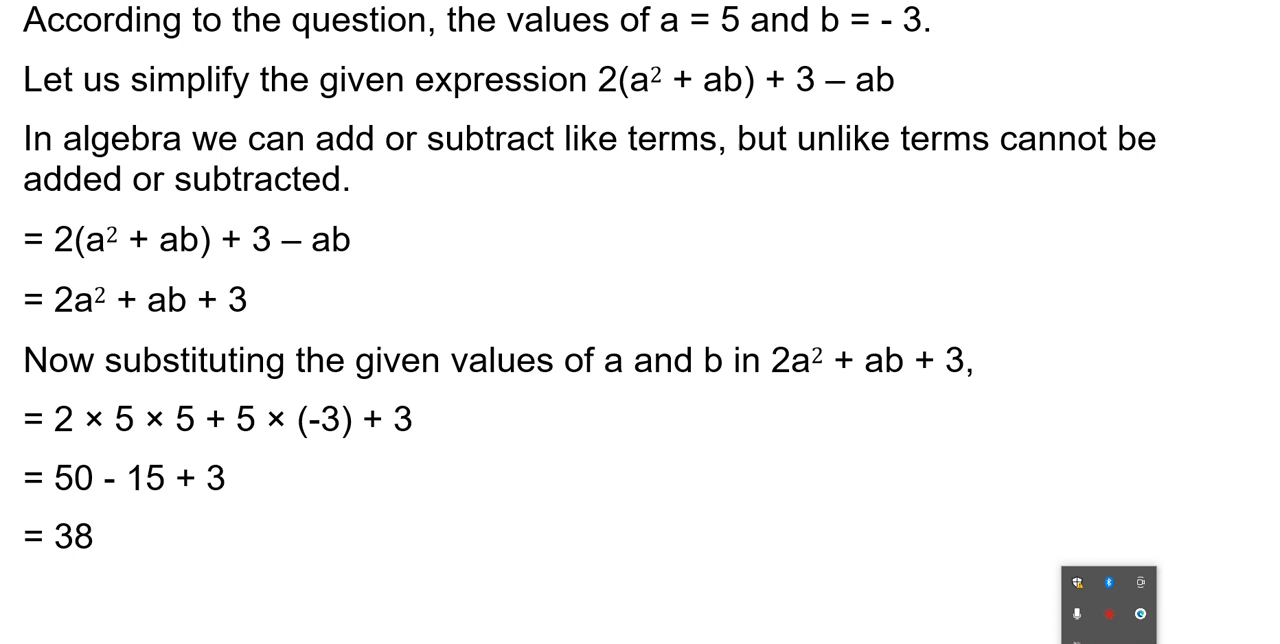 According to the question, the values of a = 5 and b = - 3.
Let us simplify the given expression 2(a² + ab) + 3 – ab
In algebra we can add or subtract like terms, but unlike terms cannot be
added or subtracted.
= 2(a² + ab) + 3 – ab
= 2a² + ab + 3
Now substituting the given values of a and b in 2a² + ab + 3,
= 2 × 5 × 5 + 5 × (-3) + 3
= 50 - 15 + 3
= 38